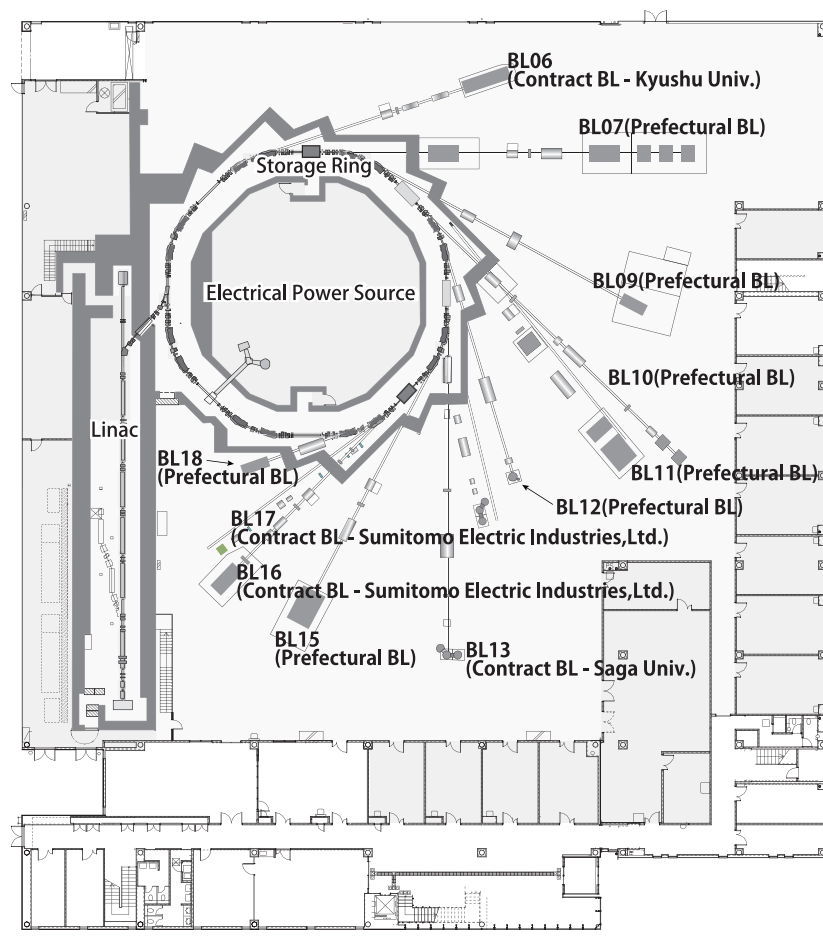 BL06
(Contract BL - Kyushu Univ.)
BL07(Prefectural BL)
Storage Ring
BL09(Prefectural BL)
Electrical Power Source
BL10(Prefectural BL)
Linac
BL18
(Prefectural BL)
BL11(Prefectural BL)
BL12(Prefectural BL)
BL17
(Contract BL - Sumitomo Electric Industries,Ltd.)
BL16
(Contract BL - Sumitomo Electric Industries,Ltd.)
BL15
(Prefectural BL)
BL13
(Contract BL - Saga Univ.)